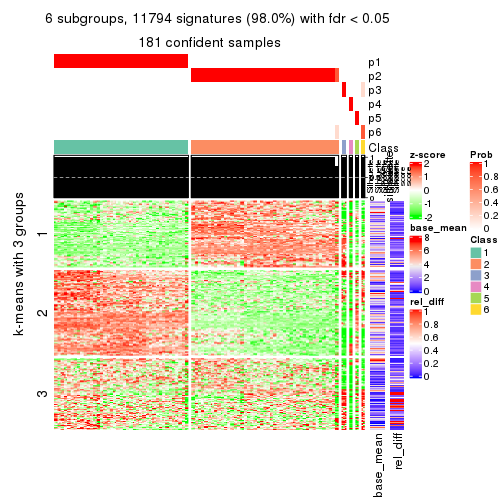 6 subgroups, 11794 signatures (98.0%) with fdr < 0.05
181 confident samples
p1
p2
p3
p4
p5
p6
Class
1
0
z-score
2
1
0
-1
-2
Prob
1
0.8
0.6
0.4
0.2
0
base_mean
8
6
4
2
0
Class
1
2
3
4
5
6
rel_diff
1
0.8
0.6
0.4
0.2
0
k-means with 3 groups
1
2
3
base_mean
rel_diff